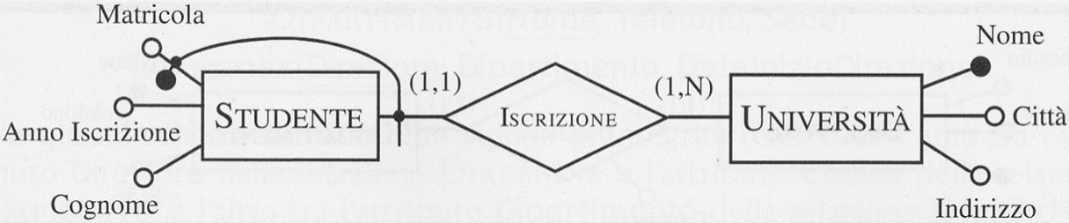 Matricola
Anno Iscrizione
Cognome
STUDENTE
(1,1)
ISCRIZIONE
(1,N)
UNIVERSITÀ
Nome
Città
Indirizzo